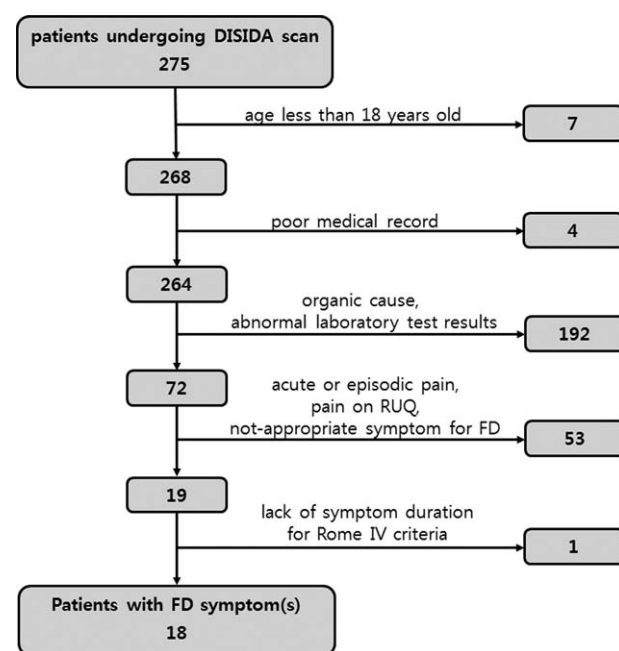 patients undergoing DISIDA scan
275
age less than 18 years old
7
268
poor medical record
4
264
organic cause,
abnormal laboratory test results
192
72
acute or episodic pain,
pain on RUQ,
not-appropriate symptom for FD
53
19
lack of symptom duration
for Rome IV criteria
1
Patients with FD symptom(s)
18